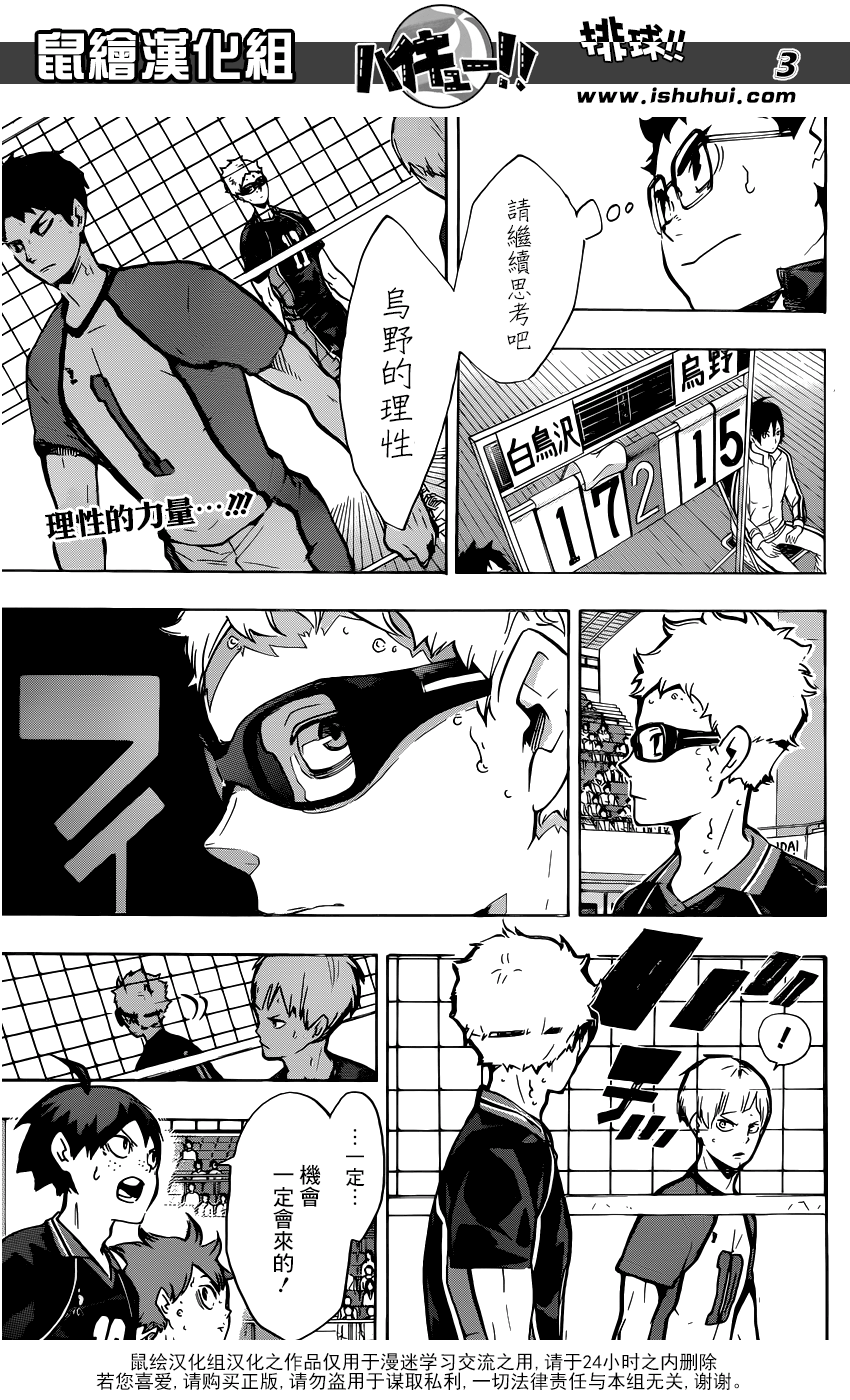 鼠繪漢化組
ハイキュー!!
排球!!
3
www.ishuhui.com
請繼續思考吧
烏野的理性
烏野
白鳥沢
17 2 15
理性的力量…!!!
11
1
フイ
DAI
!
…一定…
機會
一定會來的!
鼠绘汉化组汉化之作品仅用于漫迷学习交流之用,请于24小时之内删除
若您喜爱,请购买正版,请勿盗用于谋取私利,一切法律责任与本组无关,谢谢。